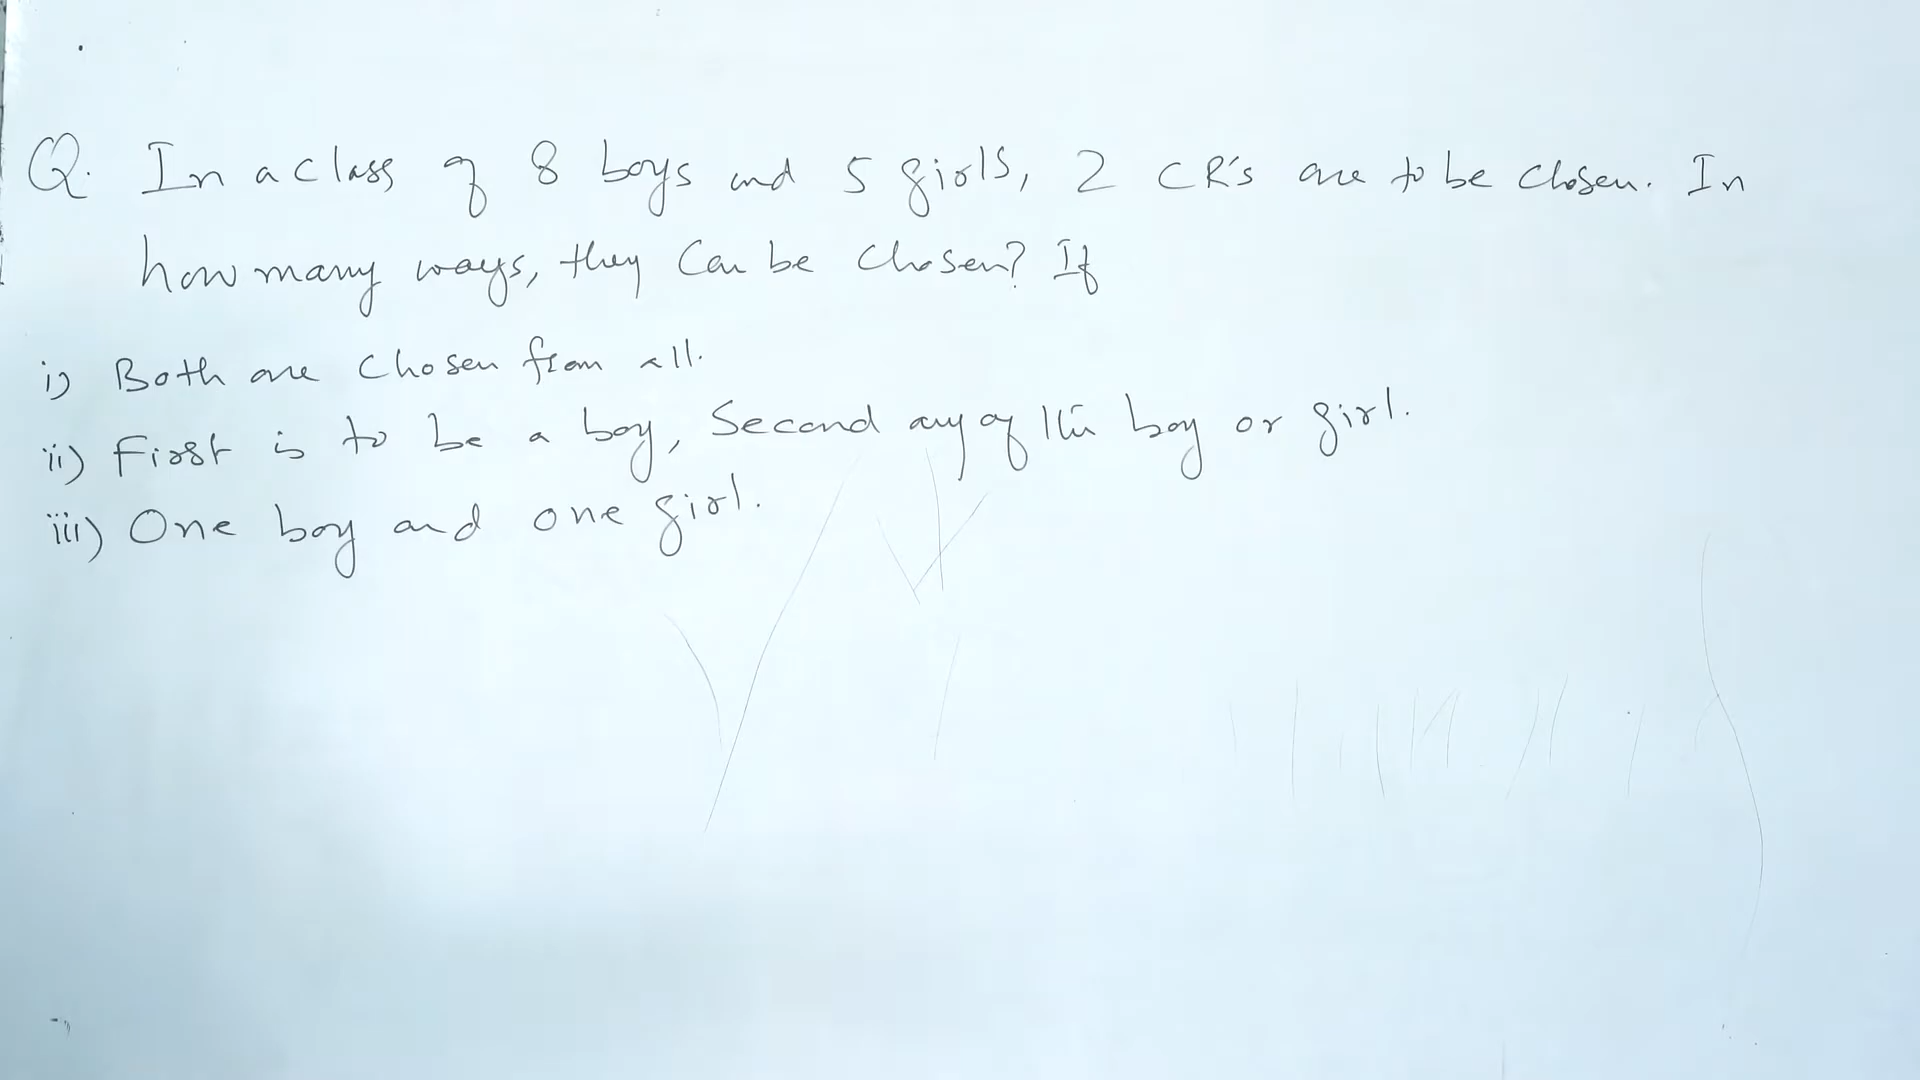 Q. In a class of 8 boys and 5 girls, 2 CR's are to be chosen. In
how many ways, they can be chosen? If
i) Both are chosen from all.
ii) First is to be a boy, Second any of the boy or girl.
iii) One boy and one girl.